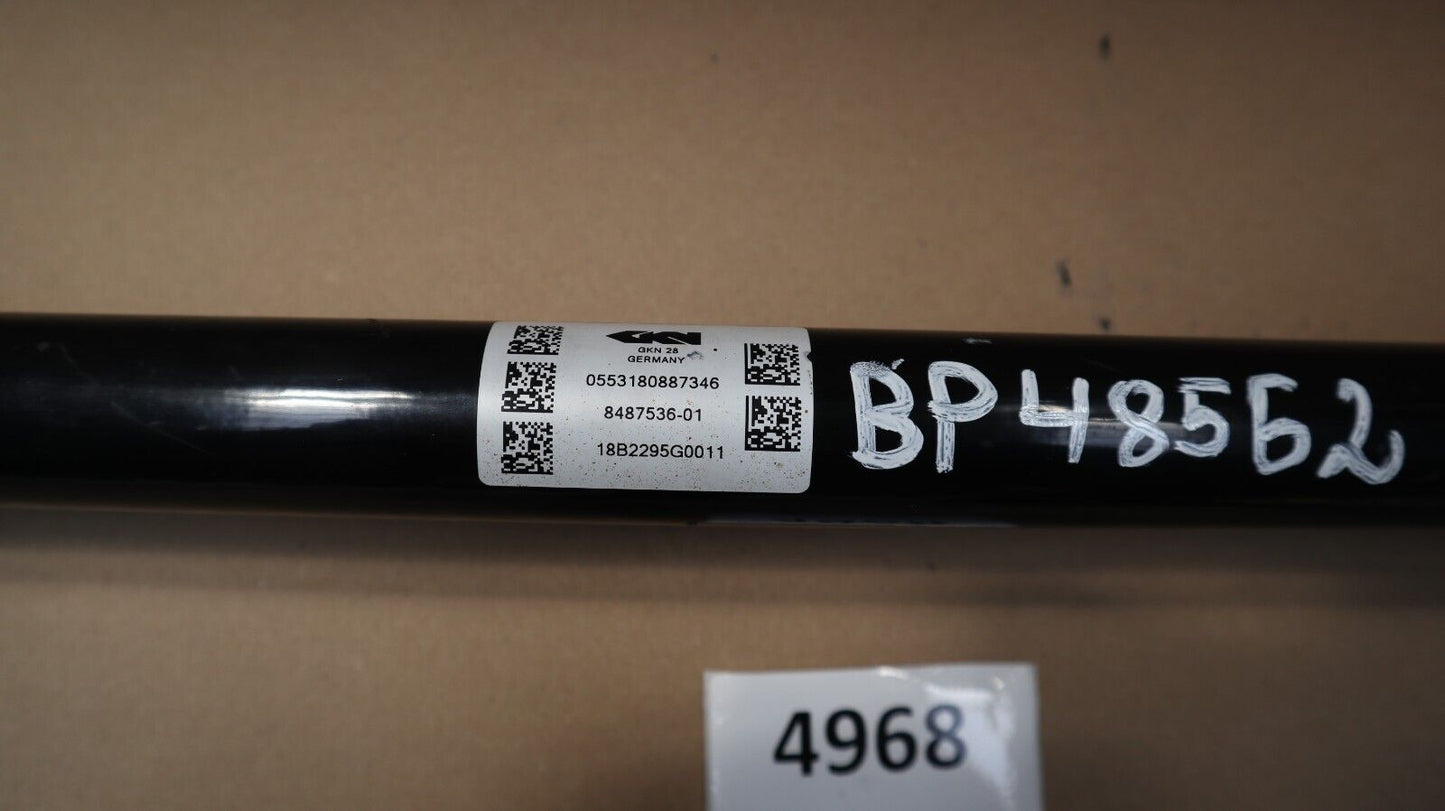 GKN
GKN 28
GERMANY
0553180887346
8487536-01
18B2295G0011
BP48562
4968